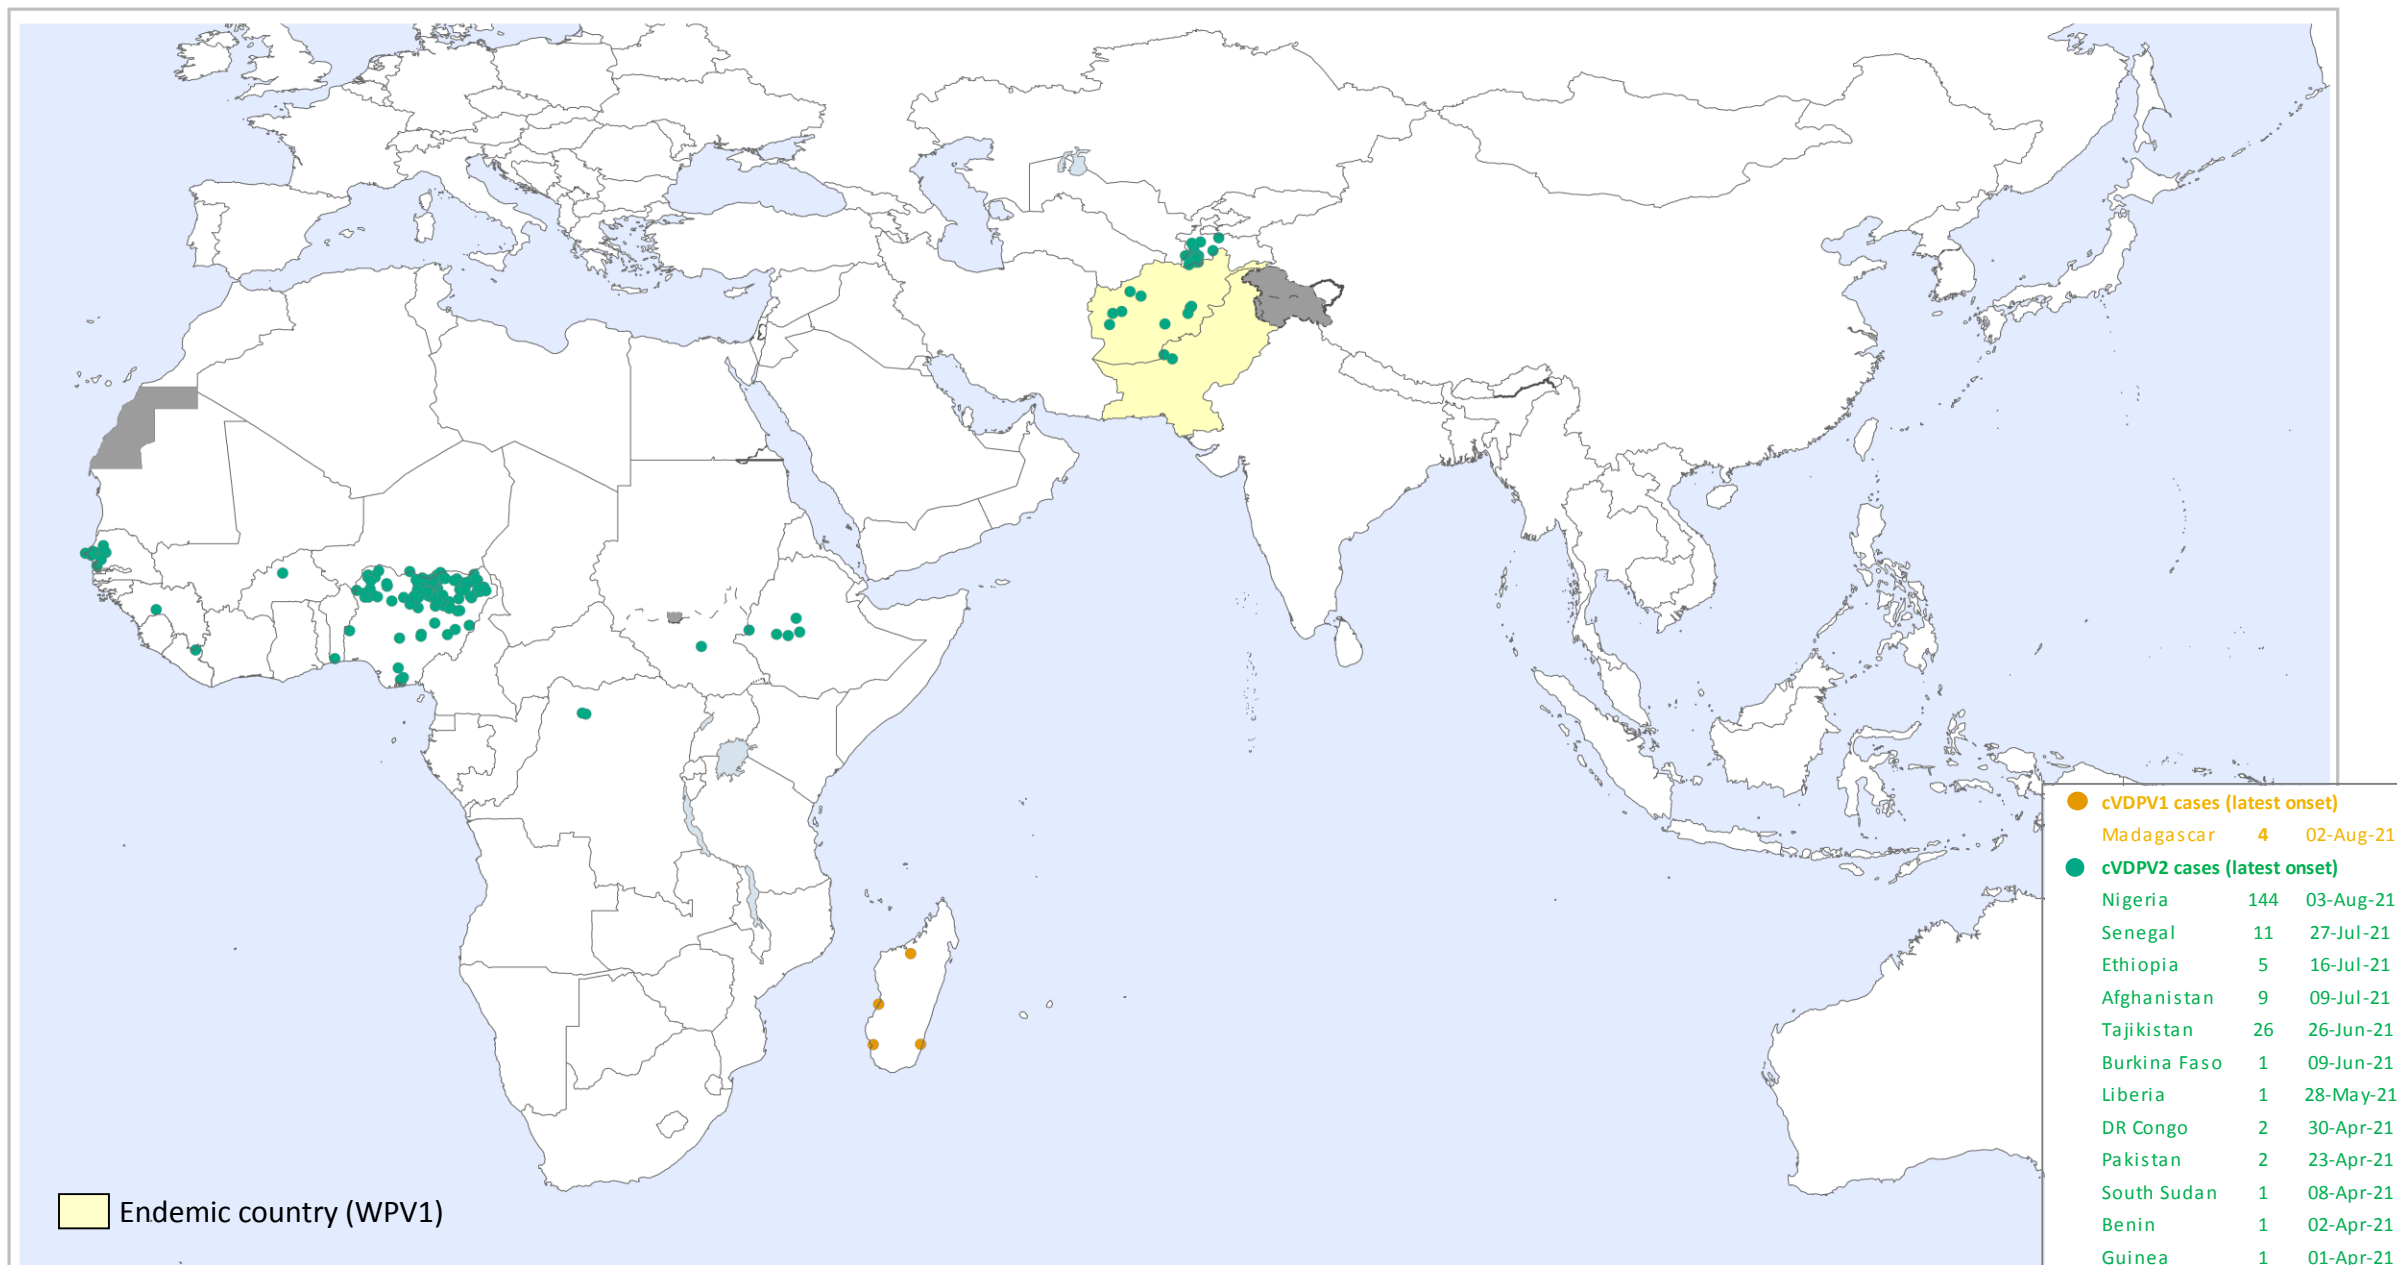 cVDPV1 cases (latest onset)
Madagascar 4 02-Aug-21
cVDPV2 cases (latest onset)
Nigeria 144 03-Aug-21
Senegal 11 27-Jul-21
Ethiopia 5 16-Jul-21
Afghanistan 9 09-Jul-21
Tajikistan 26 26-Jun-21
Burkina Faso 1 09-Jun-21
Liberia 1 28-May-21
DR Congo 2 30-Apr-21
Pakistan 2 23-Apr-21
South Sudan 1 08-Apr-21
Benin 1 02-Apr-21
Guinea 1 01-Apr-21
Endemic country (WPV1)